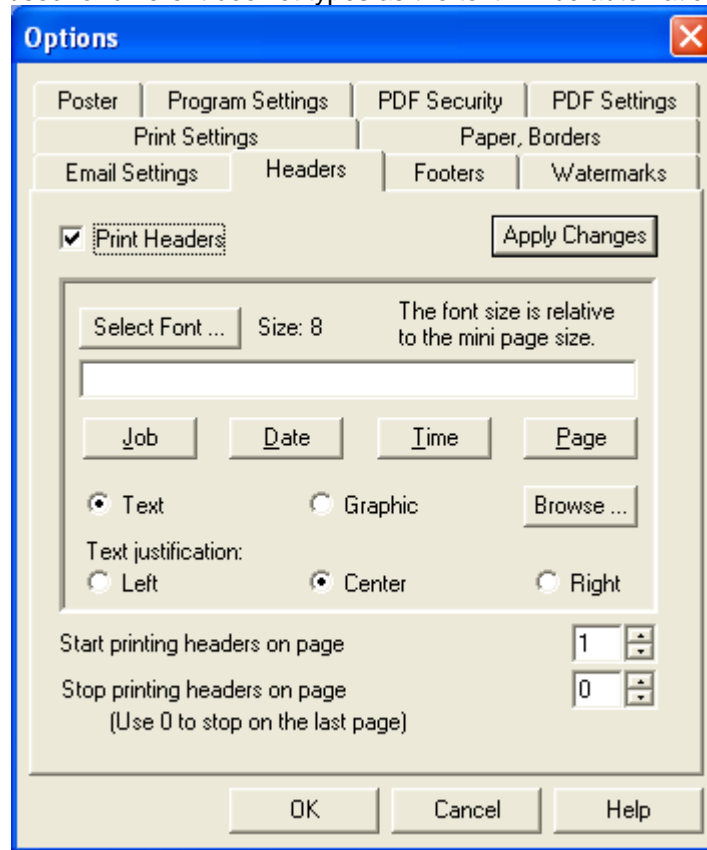 Options
Poster Program Settings PDF Security PDF Settings
Print Settings Paper, Borders
Email Settings Headers Footers Watermarks
Print Headers Apply Changes
Select Font ... Size: 8 The font size is relative
to the mini page size.
Job Date Time Page
Text Graphic Browse ...
Text justification:
Left Center Right
Start printing headers on page 1
Stop printing headers on page 0
(Use 0 to stop on the last page)
OK Cancel Help